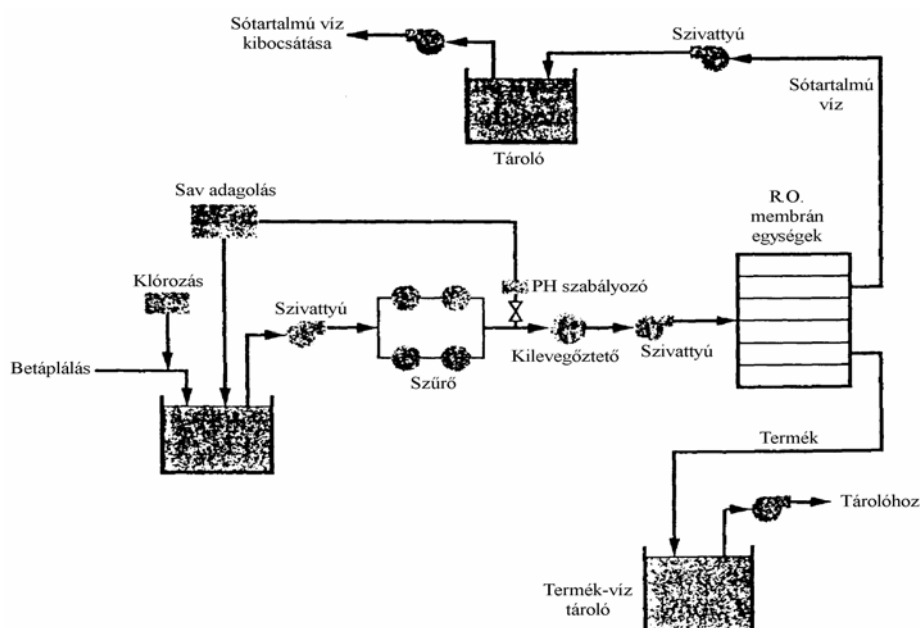 Sótartalmú víz
kibocsátása
Szivattyú
Sótartalmú
víz
Tároló
Sav adagolás
R.O.
membrán
egységek
Klórozás
Szivattyú
PH szabályozó
Betáplálás
Szűrő
Kilevegőztető
Szivattyú
Termék
Tárolóhoz
Termék-víz
tároló